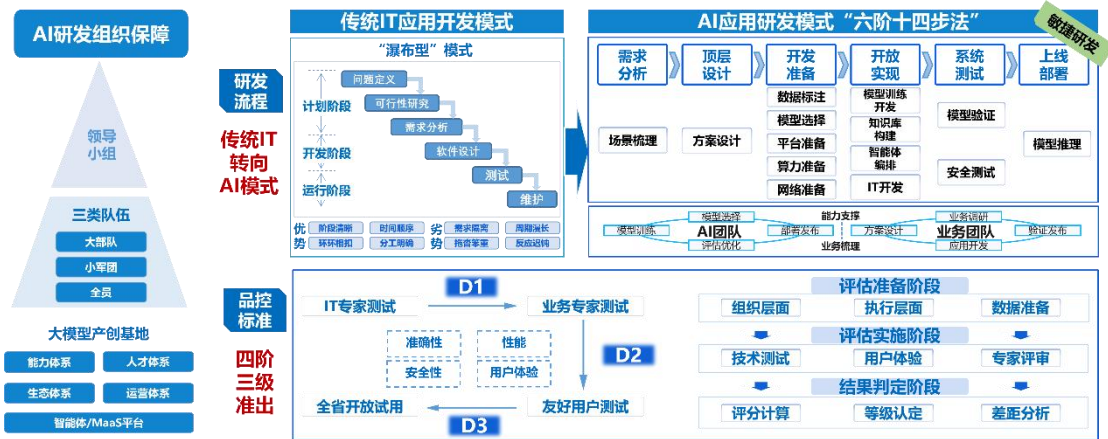 AI研发组织保障
领导
小组
三类队伍
大部队
小军团
全员
大模型产创基地
能力体系
人才体系
生态体系
运营体系
智能体/MaaS平台
研发
流程
传统IT
转向
AI模式
传统IT应用开发模式
“瀑布型”模式
问题定义
计划阶段
可行性研究
需求分析
开发阶段
软件设计
测试
运行阶段
维护
优
势
阶段清晰
时间顺序
环环相扣
分工明确
劣
势
需求隔离
周期漫长
拖沓笨重
反应迟钝
AI应用研发模式“六阶十四步法”
敏捷研发
需求
分析
顶层
设计
开发
准备
开放
实现
系统
测试
上线
部署
场景梳理
方案设计
数据标注
模型选择
平台准备
算力准备
网络准备
模型训练
开发
知识库
构建
智能体
编排
IT开发
模型验证
安全测试
模型推理
模型选择
模型训练
AI团队
部署发布
评估优化
能力支撑
业务梳理
业务调研
方案设计
业务团队
验证发布
应用开发
品控
标准
四阶
三级
准出
IT专家测试
D1
业务专家测试
准确性
性能
安全性
用户体验
D2
全省开放试用
D3
友好用户测试
评估准备阶段
组织层面
执行层面
数据准备
评估实施阶段
技术测试
用户体验
专家评审
结果判定阶段
评分计算
等级认定
差距分析